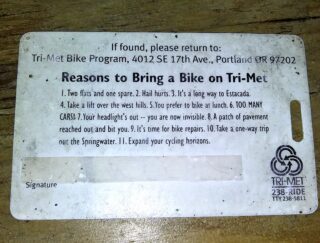 If found, please return to:
Tri-Met Bike Program, 4012 SE 17th Ave., Portland OR 97202
Reasons to Bring a Bike on Tri-Met
1. Two flats and one spare. 2. Hail hurts. 3. It's a long way to Estacada.
4. Take a lift over the west hills. 5. You prefer to bike at lunch. 6. TOO MANY
CARS! 7. Your headlight's out -- you are now invisible. 8. A patch of pavement
reached out and bit you. 9. It's time for bike repairs. 10. Take a one-way trip
out the Springwater. 11. Expand your cycling horizons.
Signature
TRI-MET
238-RIDE
TTY 238-5811